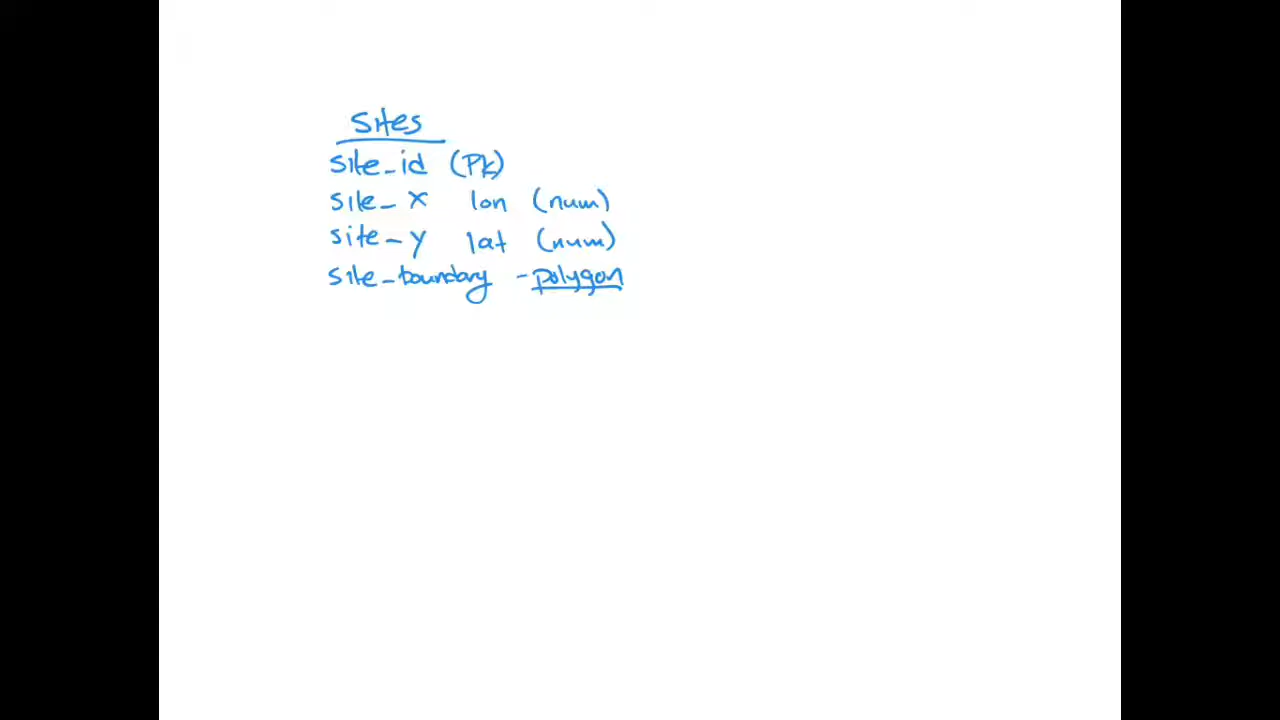 Sites
site_id (Pk)
site_x lon (num)
site_y lat (num)
site_boundary - polygon